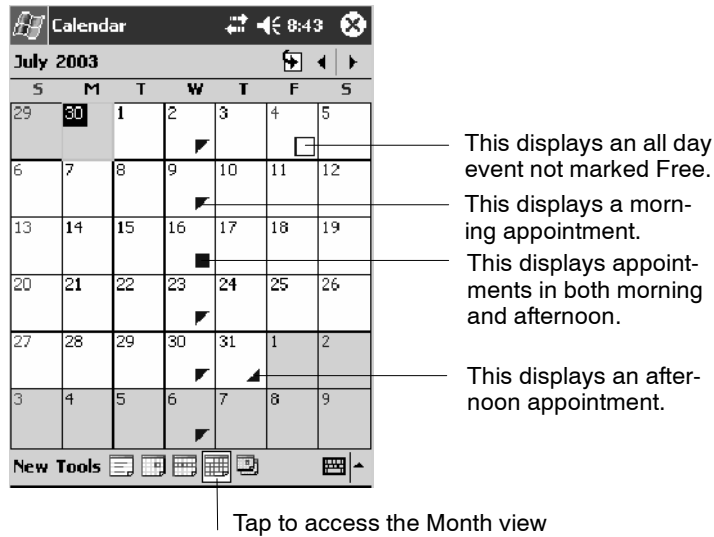 Calendar 8:43
July 2003
S M T W T F S
29 30 1 2 3 4 5
6 7 8 9 10 11 12
13 14 15 16 17 18 19
20 21 22 23 24 25 26
27 28 29 30 31 1 2
3 4 5 6 7 8 9
New Tools
This displays an all day
event not marked Free.
This displays a morn-
ing appointment.
This displays appoint-
ments in both morning
and afternoon.
This displays an after-
noon appointment.
Tap to access the Month view